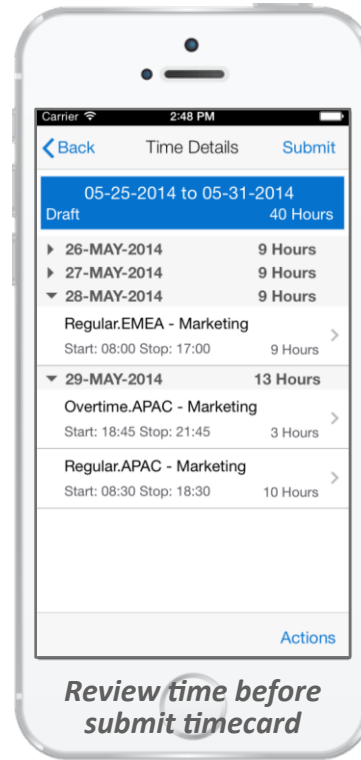 Carrier 2:48 PM
Back Time Details Submit
05-25-2014 to 05-31-2014
Draft 40 Hours
26-MAY-2014 9 Hours
27-MAY-2014 9 Hours
28-MAY-2014 9 Hours
Regular.EMEA - Marketing
Start: 08:00 Stop: 17:00 9 Hours
29-MAY-2014 13 Hours
Overtime.APAC - Marketing
Start: 18:45 Stop: 21:45 3 Hours
Regular.APAC - Marketing
Start: 08:30 Stop: 18:30 10 Hours
Actions
Review time before
submit timecard